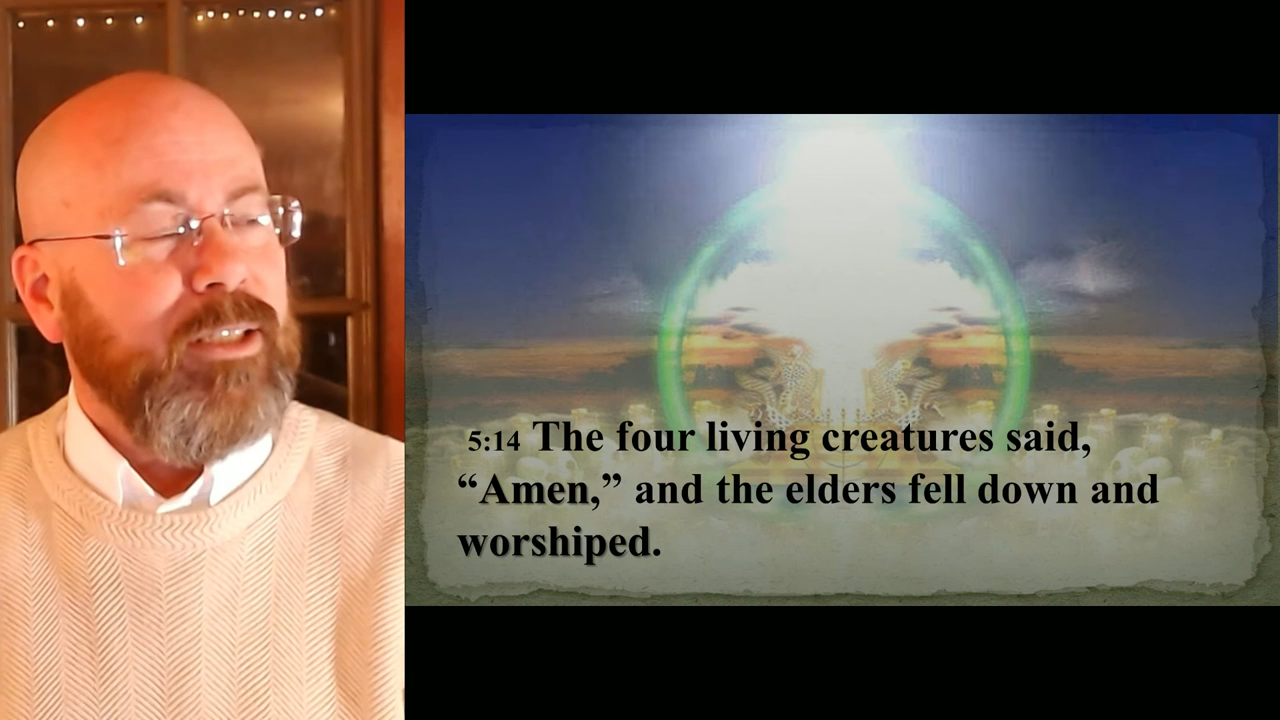 5:14 The four living creatures said,
“Amen,” and the elders fell down and
worshiped.